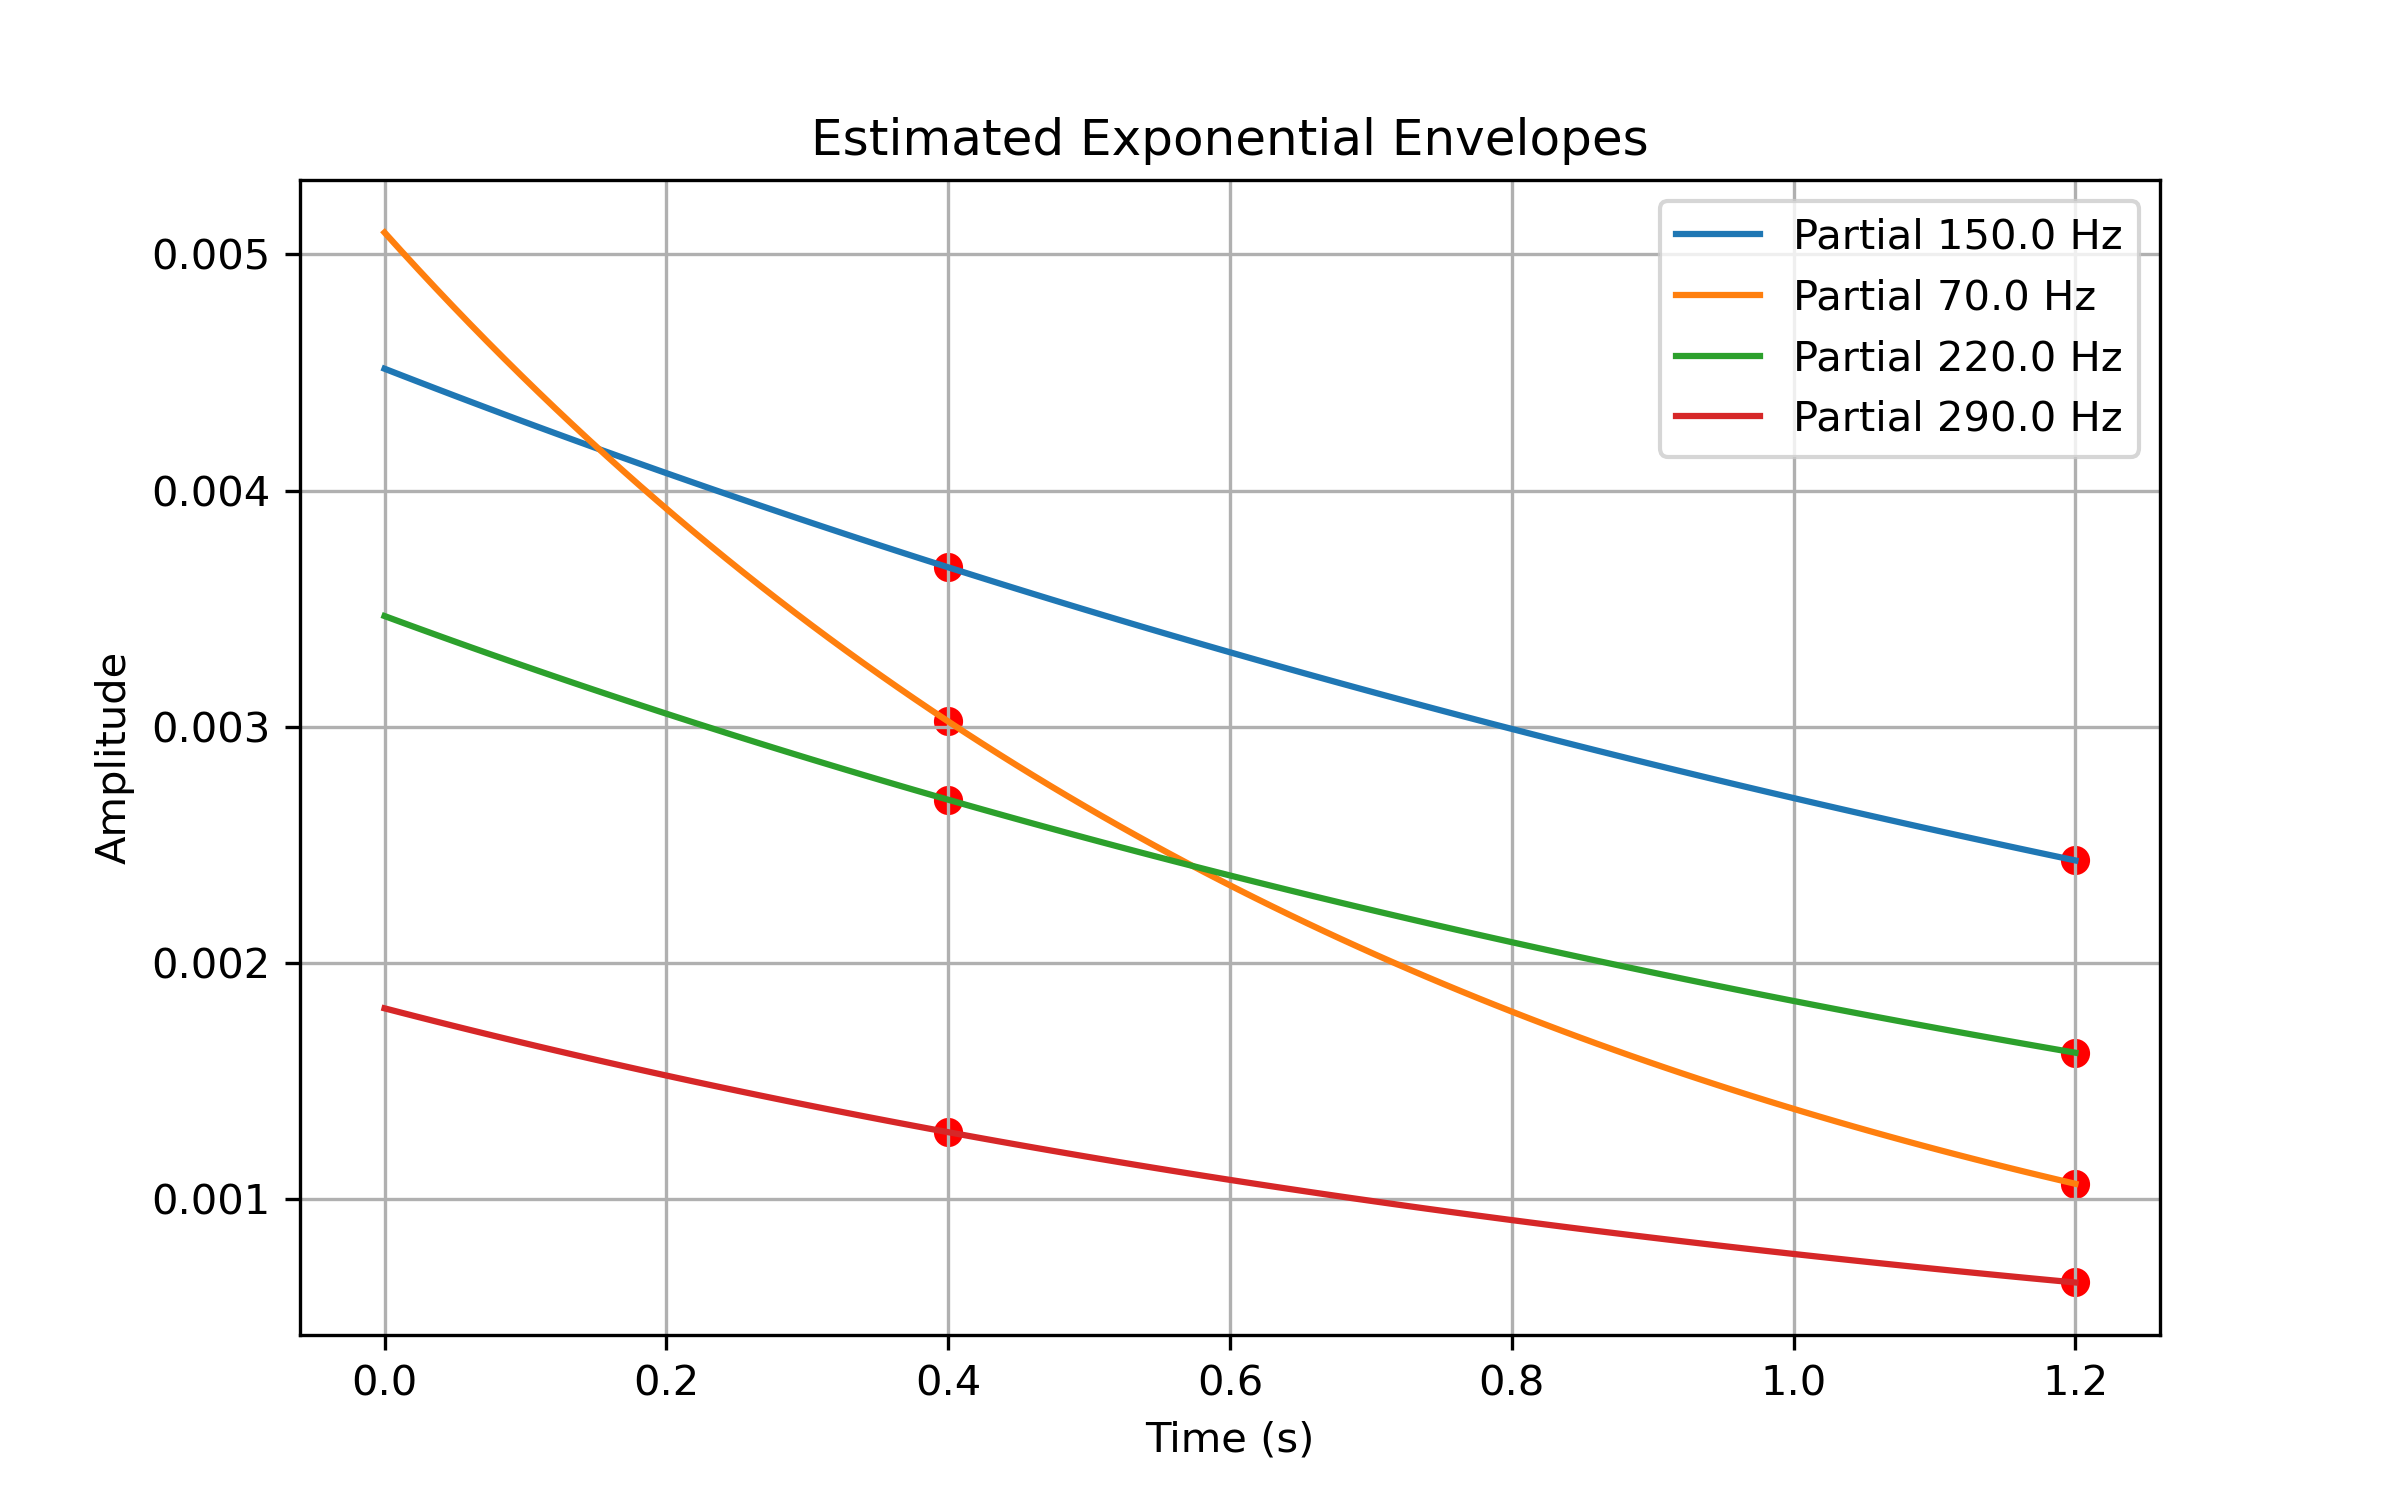 Estimated Exponential Envelopes
Partial 150.0 Hz
Partial 70.0 Hz
Partial 220.0 Hz
Partial 290.0 Hz
Amplitude
0.005
0.004
0.003
0.002
0.001
0.0 0.2 0.4 0.6 0.8 1.0 1.2
Time (s)